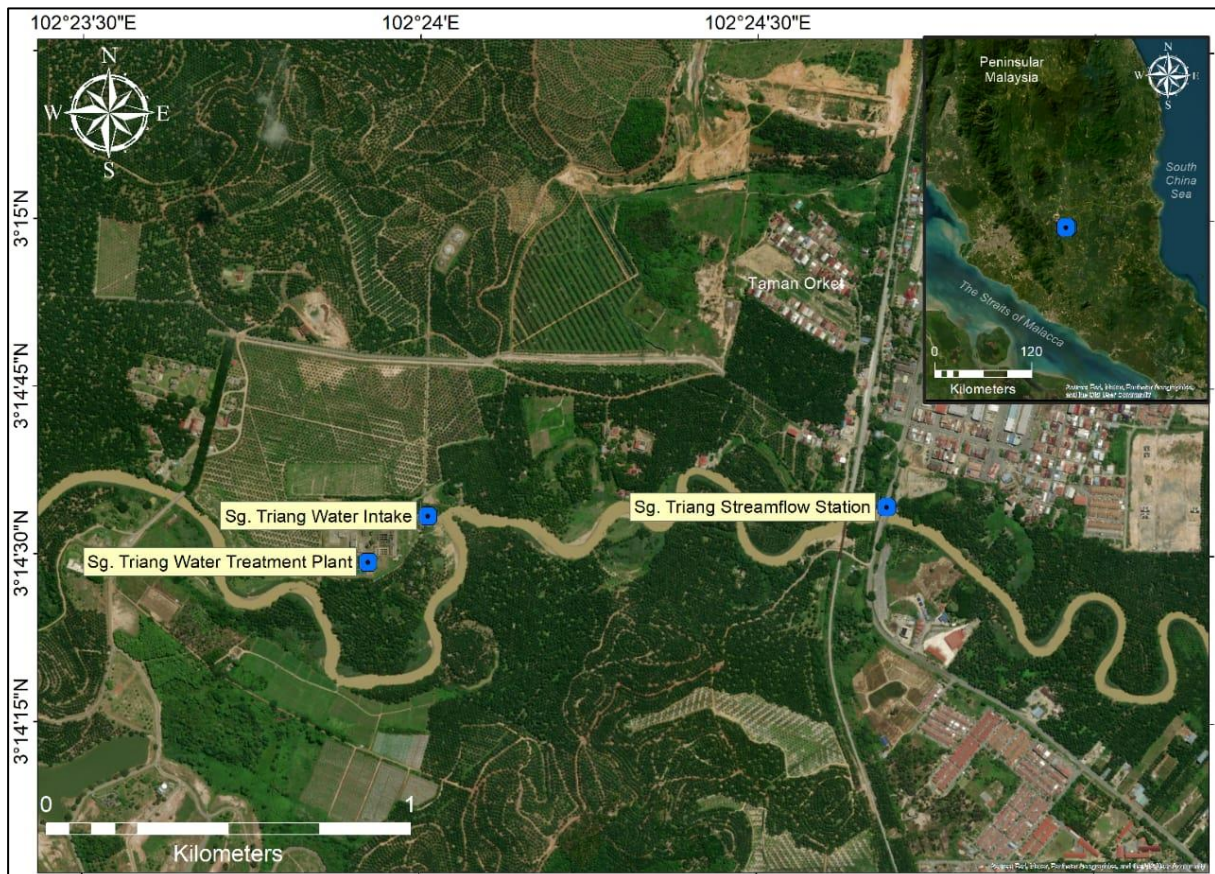 102°23'30"E
102°24'E
102°24'30"E
N
W E
S
Peninsular
Malaysia
N
W E
S
South
China
Sea
3°15'N
Taman Orkel
The Straits of Malacca
0 120
Kilometers
3°14'45"N
Sg. Triang Water Intake
Sg. Triang Streamflow Station
3°14'30"N
Sg. Triang Water Treatment Plant
3°14'15"N
0 1
Kilometers